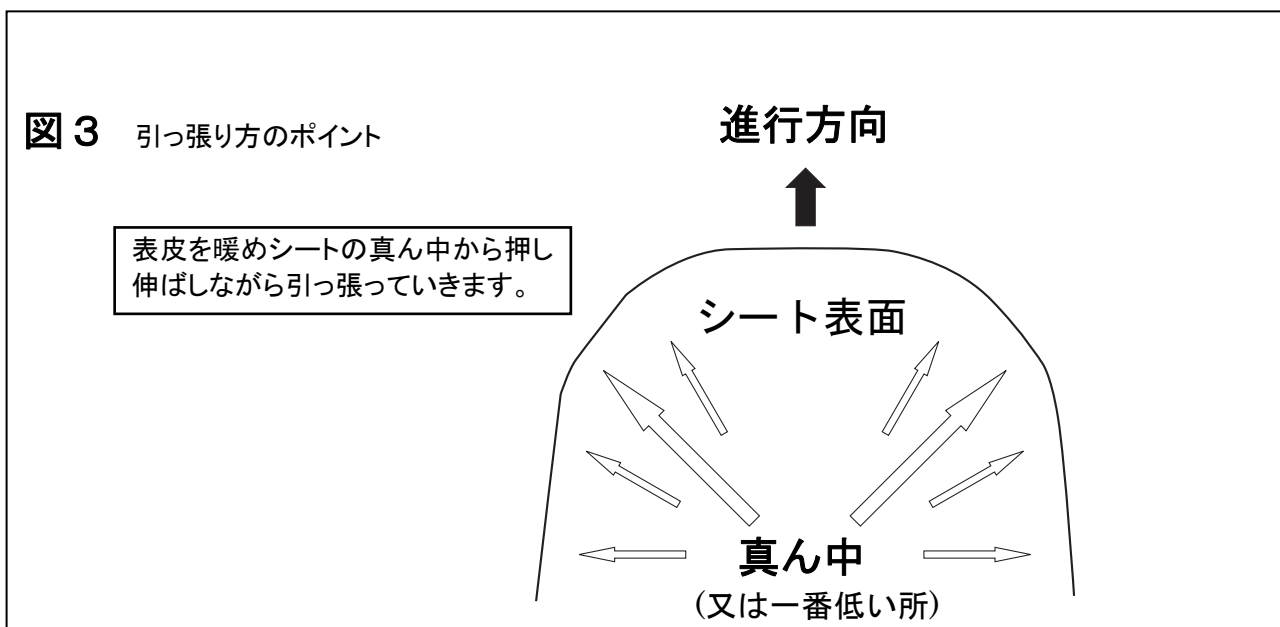 図３ 引っ張り方のポイント
進行方向
表皮を暖めシートの真ん中から押し
伸ばしながら引っ張っていきます。
シート表面
真ん中
(又は一番低い所)